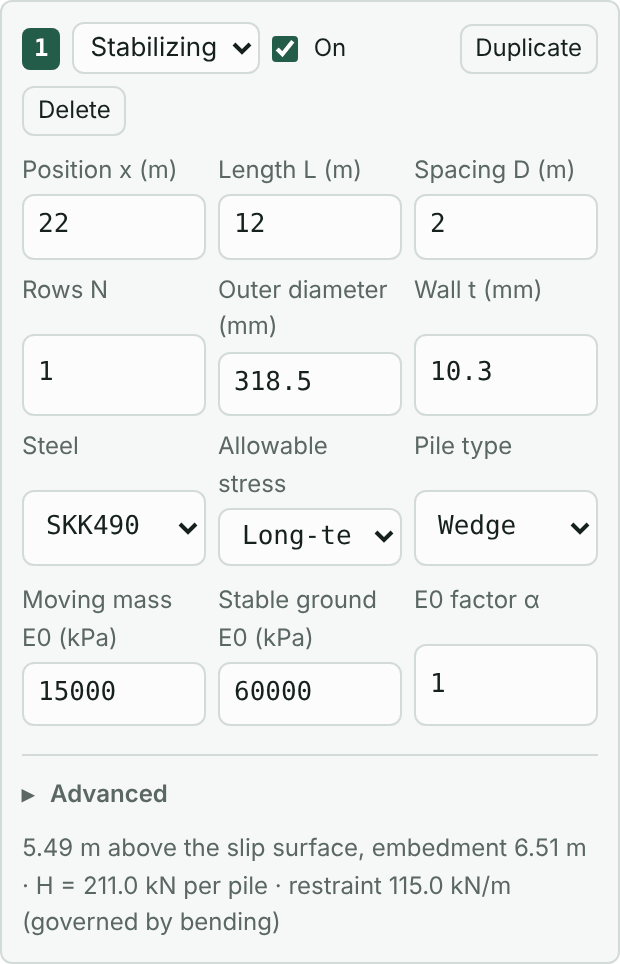 1 Stabilizing On Duplicate
Delete
Position x (m) Length L (m) Spacing D (m)
22 12 2
Rows N Outer diameter (mm) Wall t (mm)
1 318.5 10.3
Steel Allowable stress Pile type
SKK490 Long-te Wedge
Moving mass E0 (kPa) Stable ground E0 (kPa) E0 factor α
15000 60000 1
▸ Advanced
5.49 m above the slip surface, embedment 6.51 m
· H = 211.0 kN per pile · restraint 115.0 kN/m
(governed by bending)